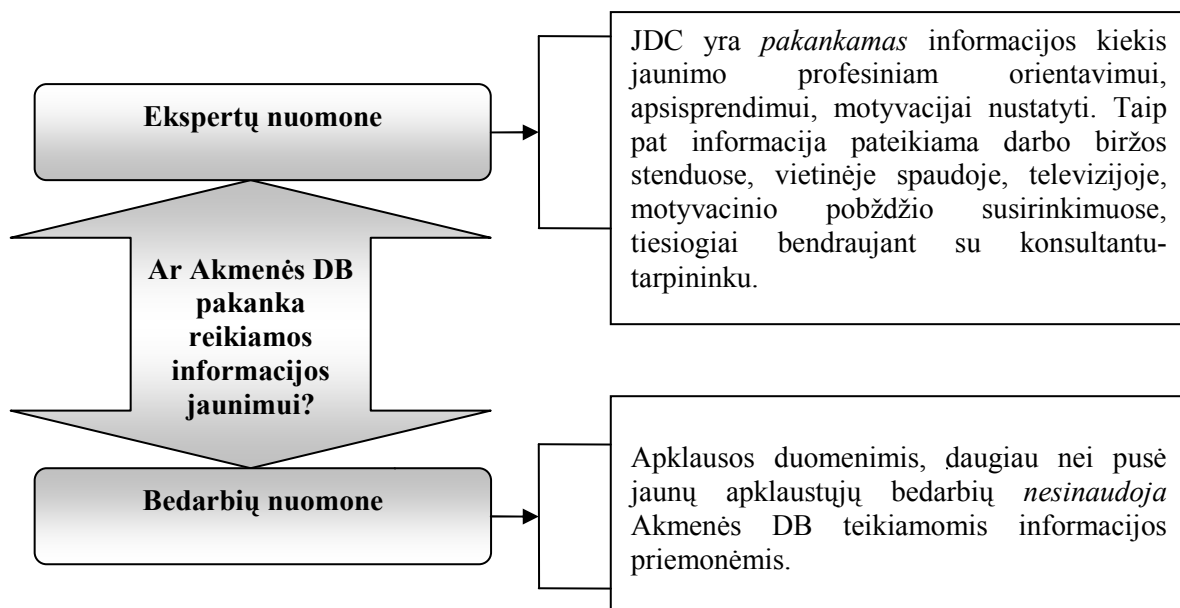 Ekspertų nuomone
JDC yra pakankamas informacijos kiekis
jaunimo profesiniam orientavimui,
apsisprendimui, motyvacijai nustatyti. Taip
pat informacija pateikiama darbo biržos
stenduose, vietinėje spaudoje, televizijoje,
motyvacinio pobždžio susirinkimuose,
tiesiogiai bendraujant su konsultantu-
tarpininku.
Ar Akmenės DB
pakanka
reikiamos
informacijos
jaunimui?
Bedarbių nuomone
Apklausos duomenimis, daugiau nei pusė
jaunų apklaustųjų bedarbių nesinaudoja
Akmenės DB teikiamomis informacijos
priemonėmis.